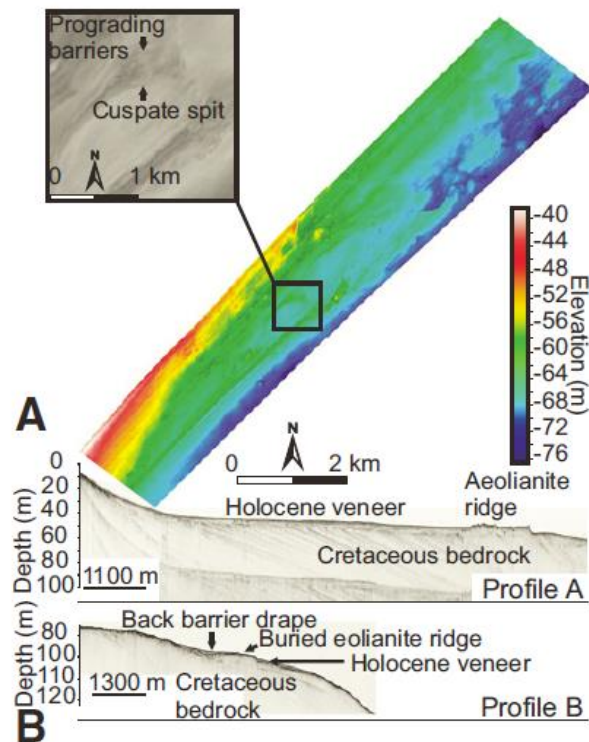 Prograding
barriers
Cuspate spit
N
0 1 km
-40
-44
-48
-52
-56
-60
-64
-68
-72
-76
Elevation (m)
A
N
0 2 km
0
20
40
60
80
100
Depth (m)
Holocene veneer
Aeolianite
ridge
Cretaceous bedrock
1100 m
Profile A
80
90
100
110
120
Depth (m)
Back barrier drape
Buried eolianite ridge
Holocene veneer
1300 m
Cretaceous
bedrock
B
Profile B